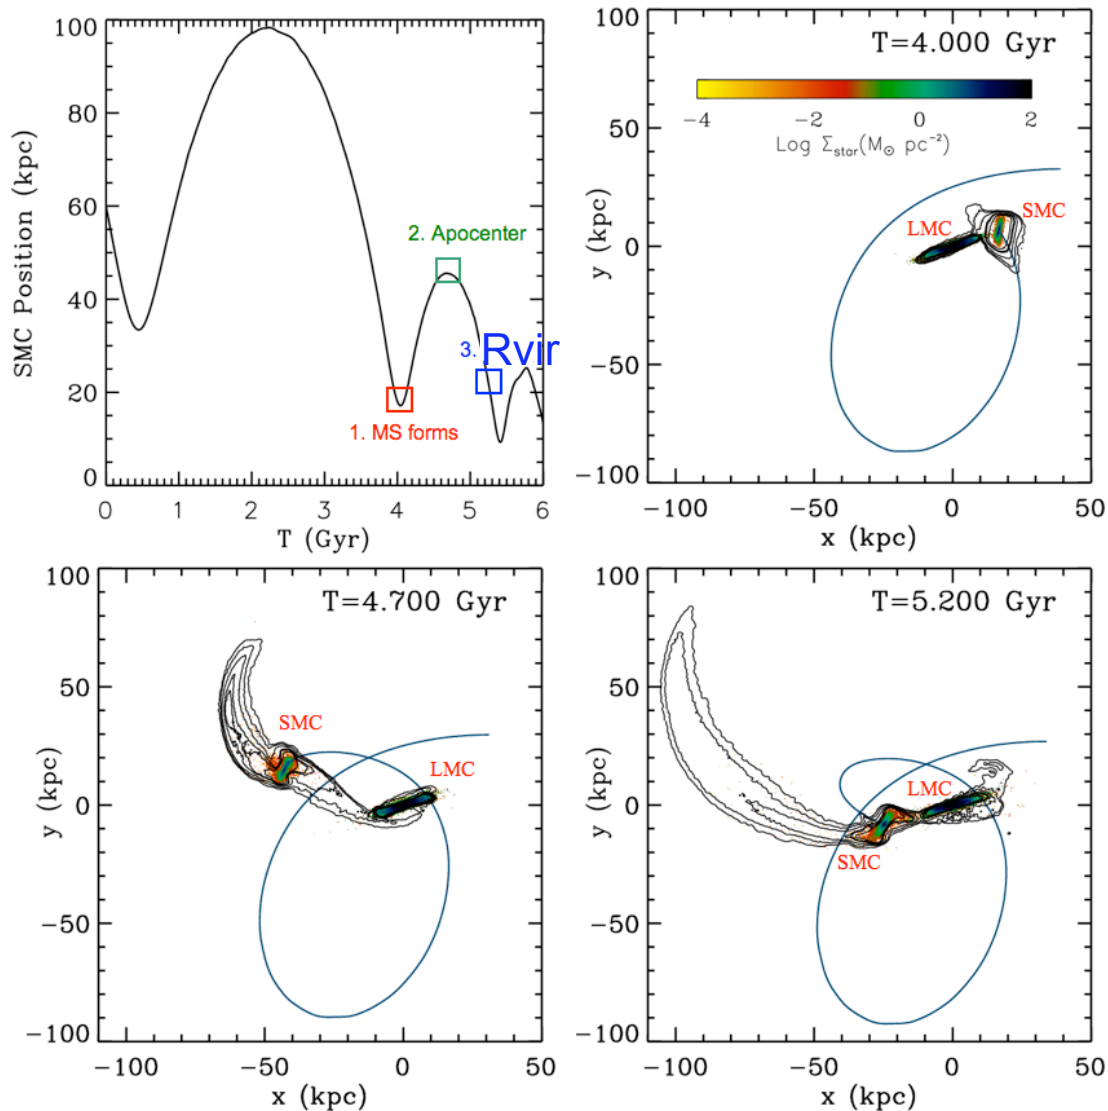 100
80
60
40
20
0
SMC Position (kpc)
0 1 2 3 4 5 6
T (Gyr)
2. Apocenter
3. Rvir
1. MS forms
T=4.000 Gyr
−4 −2 0 2
Log Σstar(M⊙ pc−2)
LMC
SMC
100
50
0
−50
−100
y (kpc)
−100 −50 0 50
x (kpc)
T=4.700 Gyr
SMC
LMC
100
50
0
−50
−100
y (kpc)
−100 −50 0 50
x (kpc)
T=5.200 Gyr
LMC
SMC
100
50
0
−50
−100
y (kpc)
−100 −50 0 50
x (kpc)